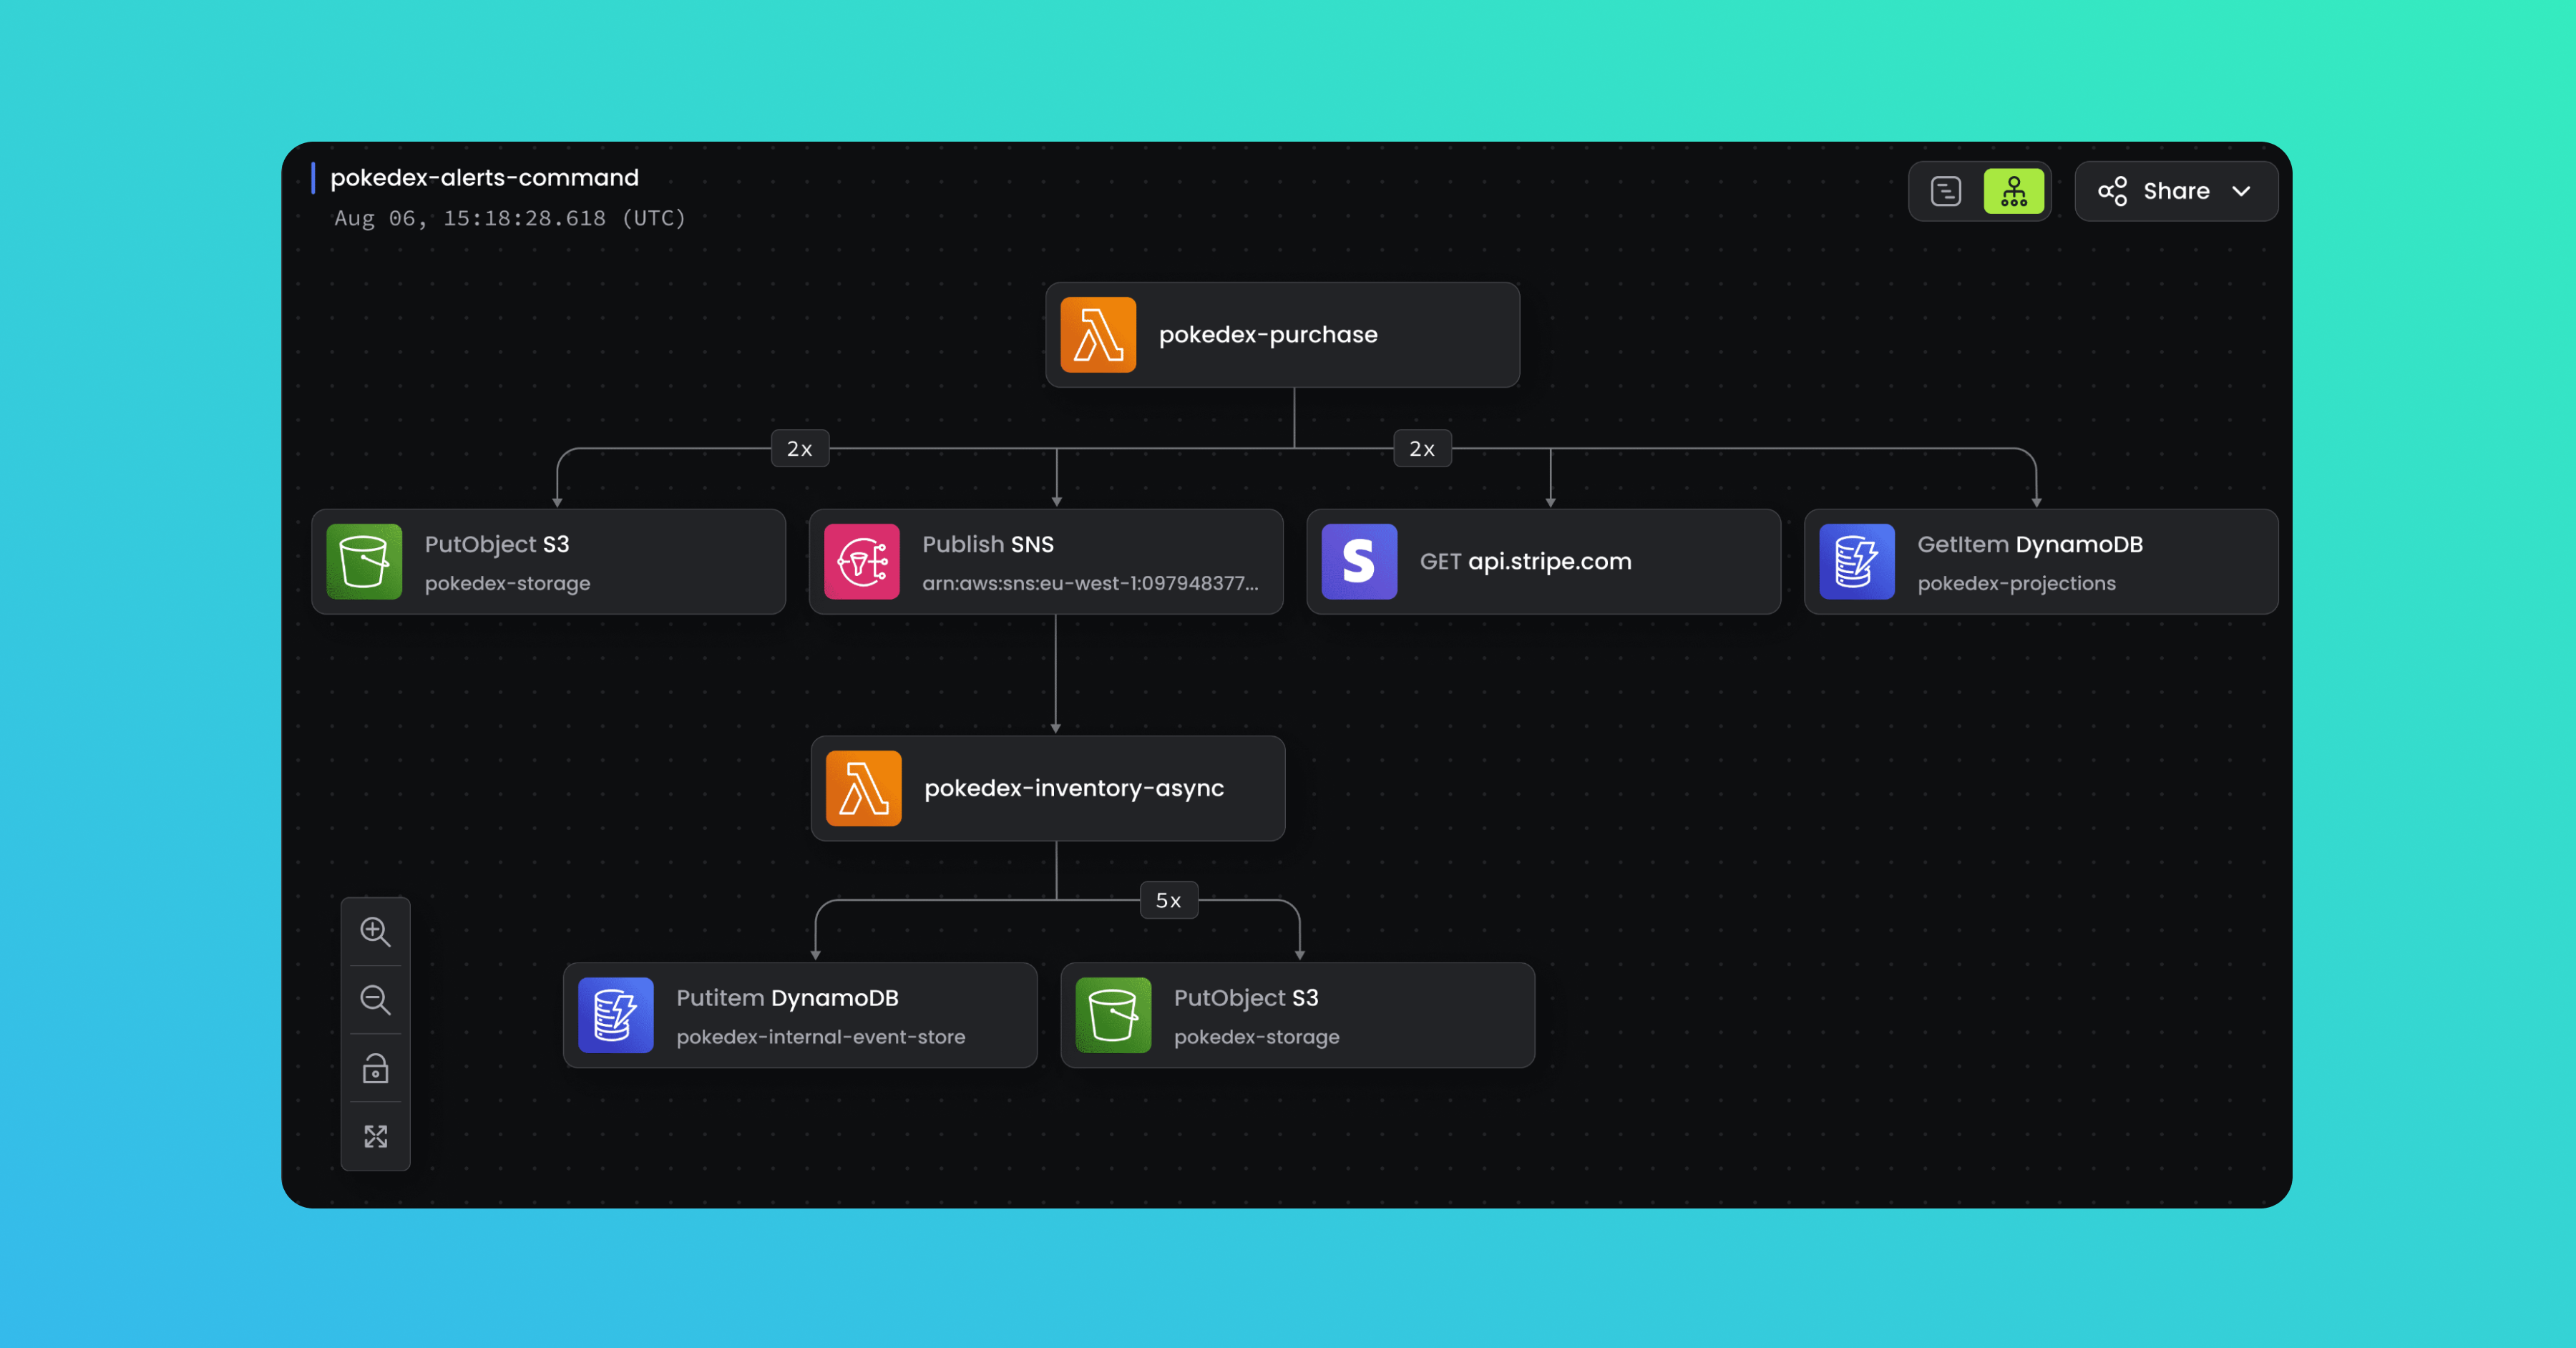 pokedex-alerts-command
Aug 06, 15:18:28.618 (UTC)
Share
pokedex-purchase
2x
2x
PutObject S3
pokedex-storage
Publish SNS
arn:aws:sns:eu-west-1:097948377...
GET api.stripe.com
GetItem DynamoDB
pokedex-projections
pokedex-inventory-async
5x
Putitem DynamoDB
pokedex-internal-event-store
PutObject S3
pokedex-storage